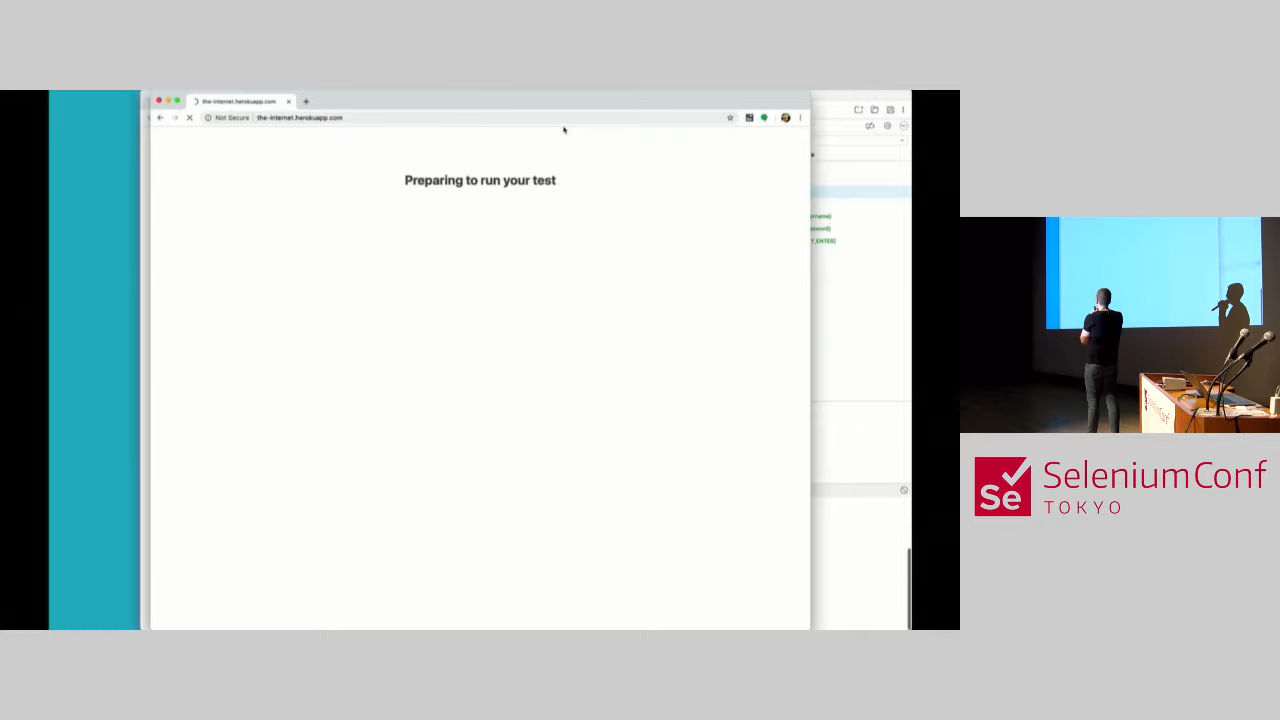 the-internet.herokuapp.com
Not Secure
the-internet.herokuapp.com
Preparing to run your test
SeleniumConf
Se
TOKYO